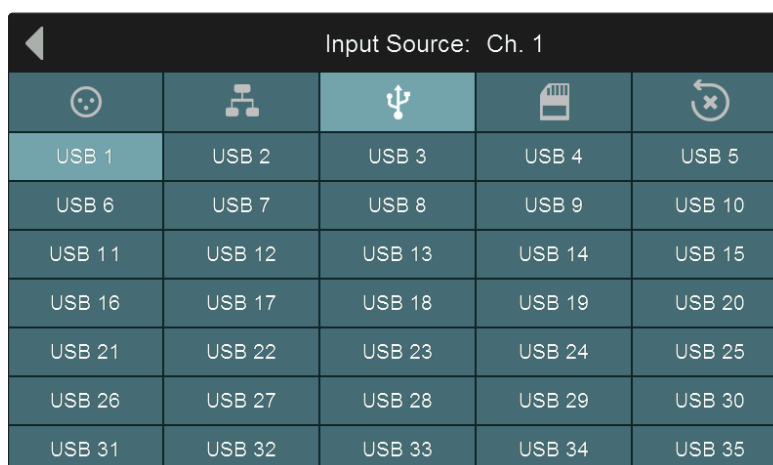 Input Source: Ch. 1
USB 1 USB 2 USB 3 USB 4 USB 5
USB 6 USB 7 USB 8 USB 9 USB 10
USB 11 USB 12 USB 13 USB 14 USB 15
USB 16 USB 17 USB 18 USB 19 USB 20
USB 21 USB 22 USB 23 USB 24 USB 25
USB 26 USB 27 USB 28 USB 29 USB 30
USB 31 USB 32 USB 33 USB 34 USB 35